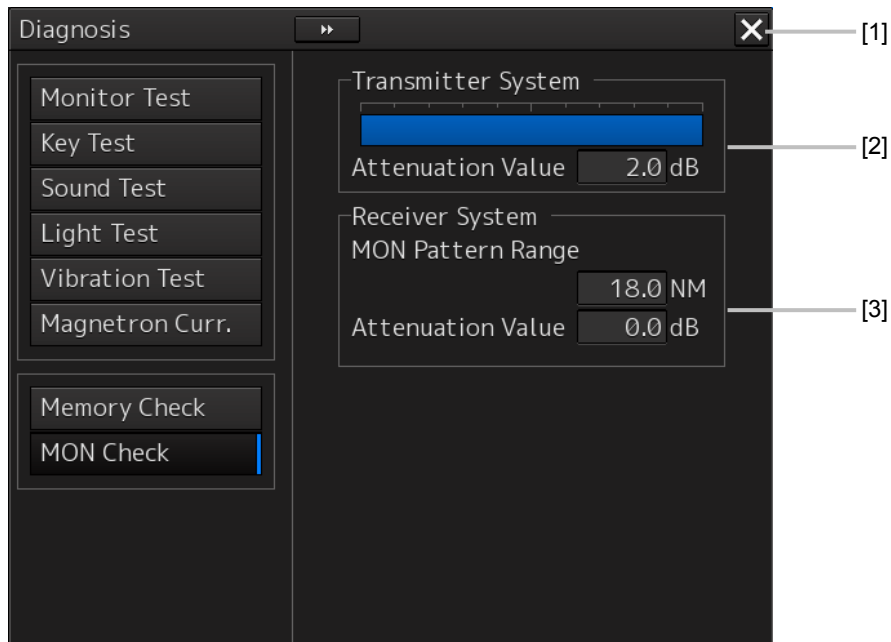 Diagnosis
[1]
Monitor Test
Key Test
Sound Test
Light Test
Vibration Test
Magnetron Curr.
Memory Check
MON Check
Transmitter System
Attenuation Value 2.0 dB
[2]
Receiver System
MON Pattern Range
18.0 NM
Attenuation Value 0.0 dB
[3]